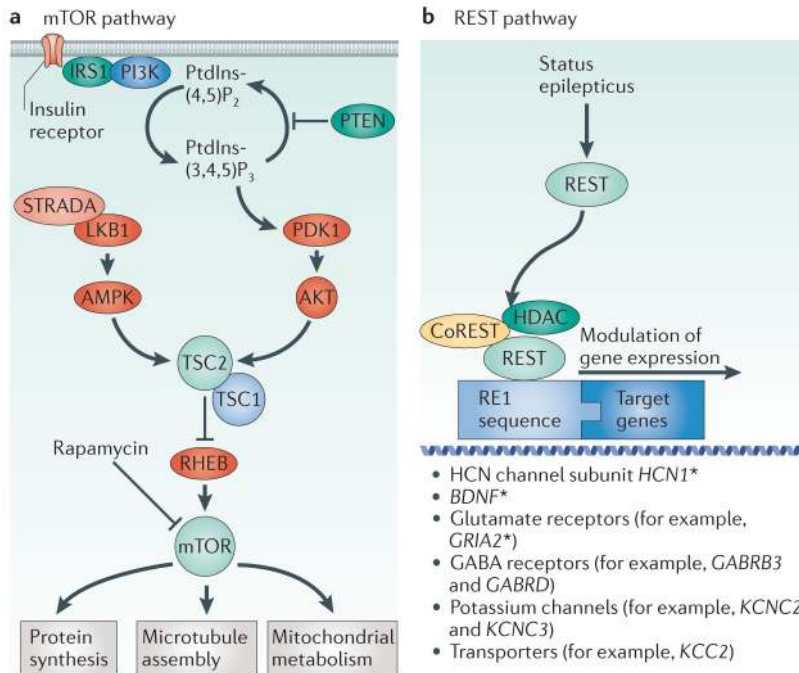 a mTOR pathway
IRS1
PI3K
Insulin
receptor
PtdIns-
(4,5)P2
PTEN
PtdIns-
(3,4,5)P3
STRADA
LKB1
PDK1
AMPK
AKT
TSC2
TSC1
Rapamycin
RHEB
mTOR
Protein
synthesis
Microtubule
assembly
Mitochondrial
metabolism
b REST pathway
Status
epilepticus
REST
CoREST
HDAC
REST
Modulation of
gene expression
RE1
sequence
Target
genes
• HCN channel subunit HCN1*
• BDNF*
• Glutamate receptors (for example,
GRIA2*)
• GABA receptors (for example, GABRB3
and GABRD)
• Potassium channels (for example, KCNC2
and KCNC3)
• Transporters (for example, KCC2)